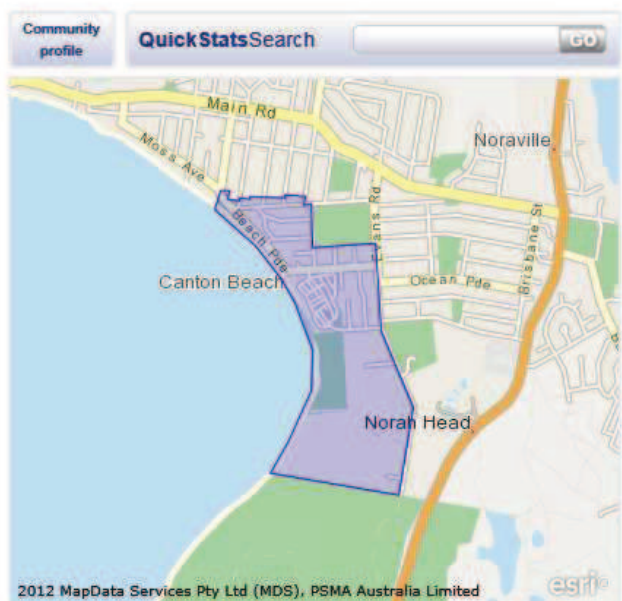 Community
profile
QuickStatsSearch
GO
Main Rd
Noraville
Moss Ave
Evans Rd
Beach Pde
Brisbane St
Canton Beach
Ocean Pde
Norah Head
2012 MapData Services Pty Ltd (MDS), PSMA Australia Limited
esri